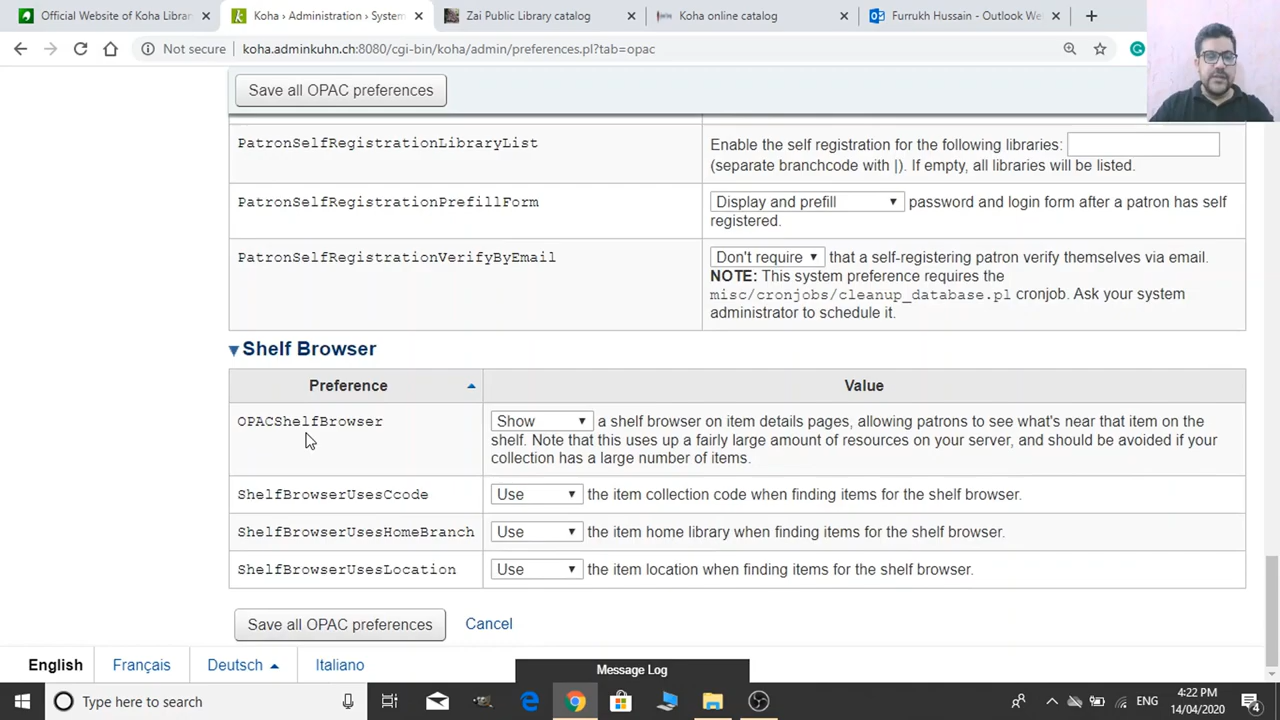 Official Website of Koha Librar
Koha › Administration › System
Zai Public Library catalog
Koha online catalog
Furrukh Hussain - Outlook We
Not secure
koha.adminkuhn.ch:8080/cgi-bin/koha/admin/preferences.pl?tab=opac
Save all OPAC preferences
PatronSelfRegistrationLibraryList
Enable the self registration for the following libraries:
(separate branchcode with |). If empty, all libraries will be listed.
PatronSelfRegistrationPrefillForm
Display and prefill password and login form after a patron has self
registered.
PatronSelfRegistrationVerifyByEmail
Don't require that a self-registering patron verify themselves via email.
NOTE: This system preference requires the
misc/cronjobs/cleanup_database.pl cronjob. Ask your system
administrator to schedule it.
Shelf Browser
Preference
Value
OPACShelfBrowser
Show a shelf browser on item details pages, allowing patrons to see what's near that item on the
shelf. Note that this uses up a fairly large amount of resources on your server, and should be avoided if your
collection has a large number of items.
ShelfBrowserUsesCcode
Use the item collection code when finding items for the shelf browser.
ShelfBrowserUsesHomeBranch
Use the item home library when finding items for the shelf browser.
ShelfBrowserUsesLocation
Use the item location when finding items for the shelf browser.
Save all OPAC preferences
Cancel
English
Français
Deutsch
Italiano
Message Log
Type here to search
ENG
4:22 PM
14/04/2020
4